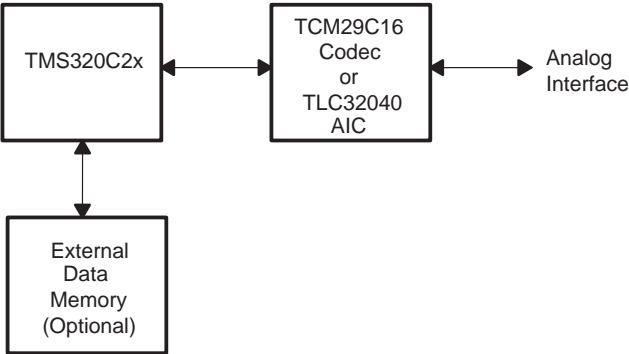 TMS320C2x
TCM29C16
Codec
or
TLC32040
AIC
Analog
Interface
External
Data
Memory
(Optional)